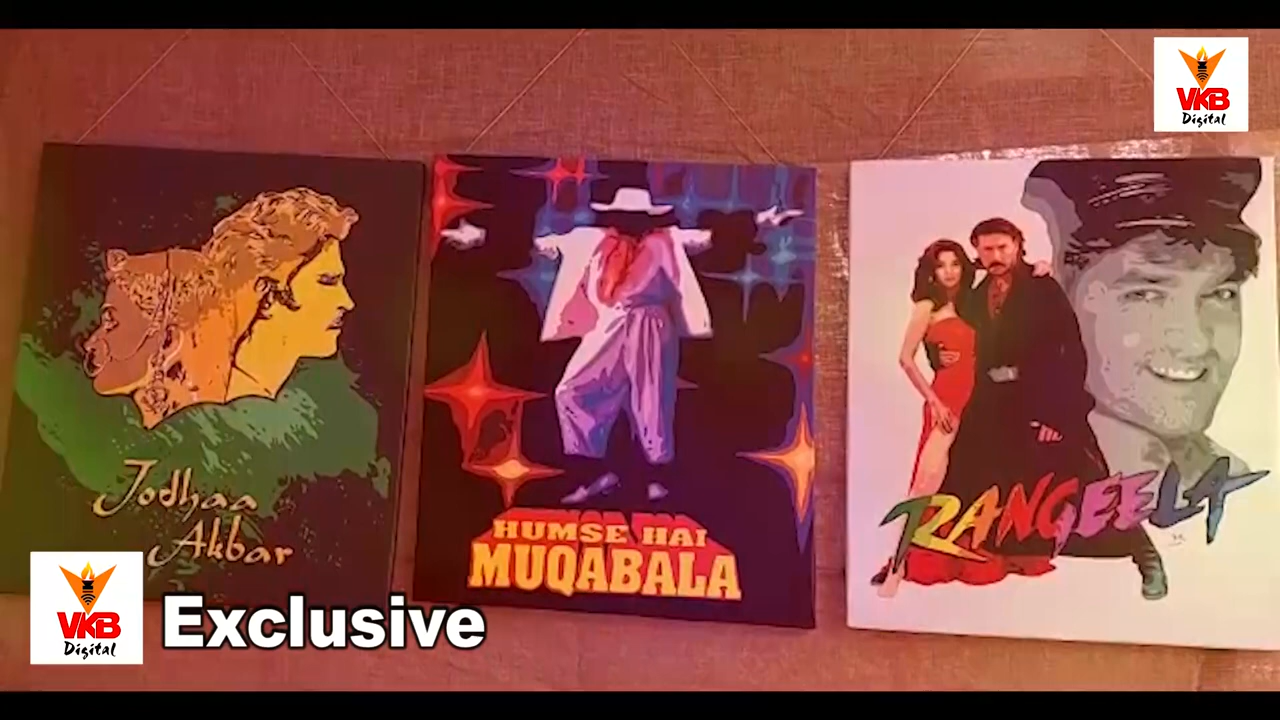 VKB
Digital
Jodhaa
Akbar
HUMSE HAI
MUQABALA
RANGEELA
VKB
Digital
Exclusive